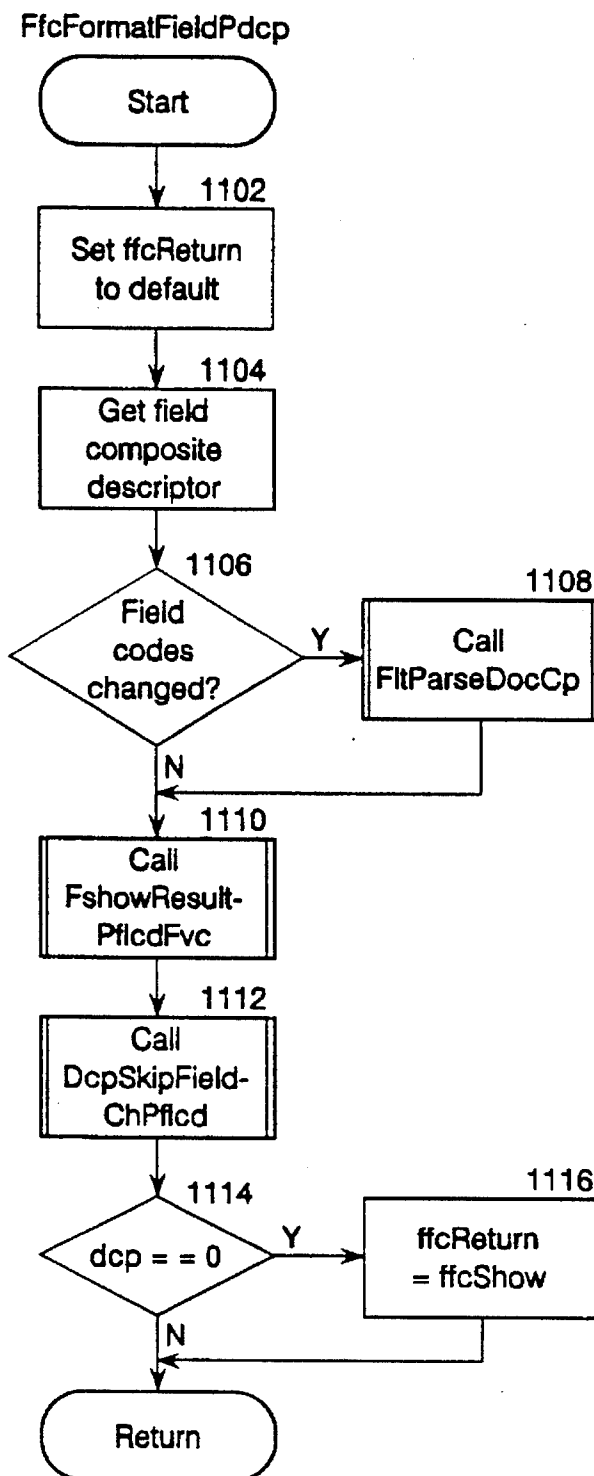 FfcFormatFieldPdcp
Start
1102
Set ffcReturn
to default
1104
Get field
composite
descriptor
1106
Field
codes
changed?
Y
1108
Call
FltParseDocCp
N
1110
Call
FshowResult-
PflcdFvc
1112
Call
DcpSkipField-
ChPflcd
1114
dcp = = 0
Y
1116
ffcReturn
= ffcShow
N
Return